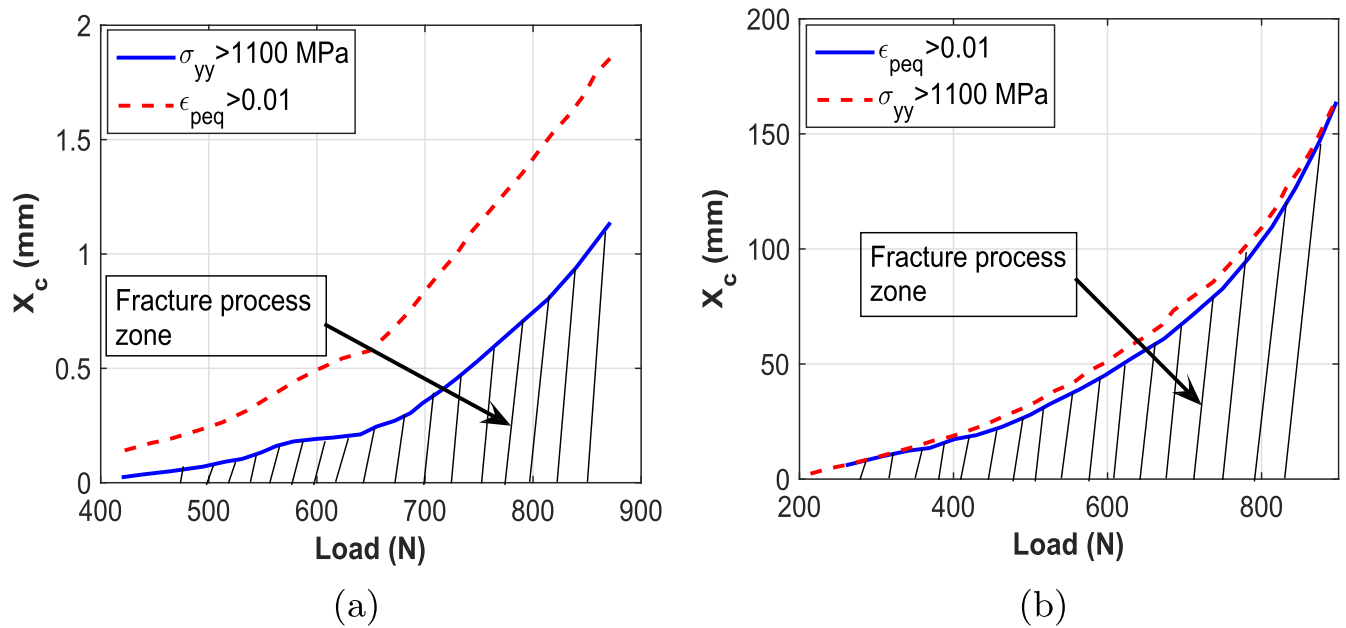 2
1.5
1
0.5
0
X_c (mm)
σ_yy>1100 MPa
ϵ_peq>0.01
Fracture process
zone
400 500 600 700 800 900
Load (N)
(a)
200
150
100
50
0
X_c (mm)
ϵ_peq>0.01
σ_yy>1100 MPa
Fracture process
zone
200 400 600 800
Load (N)
(b)